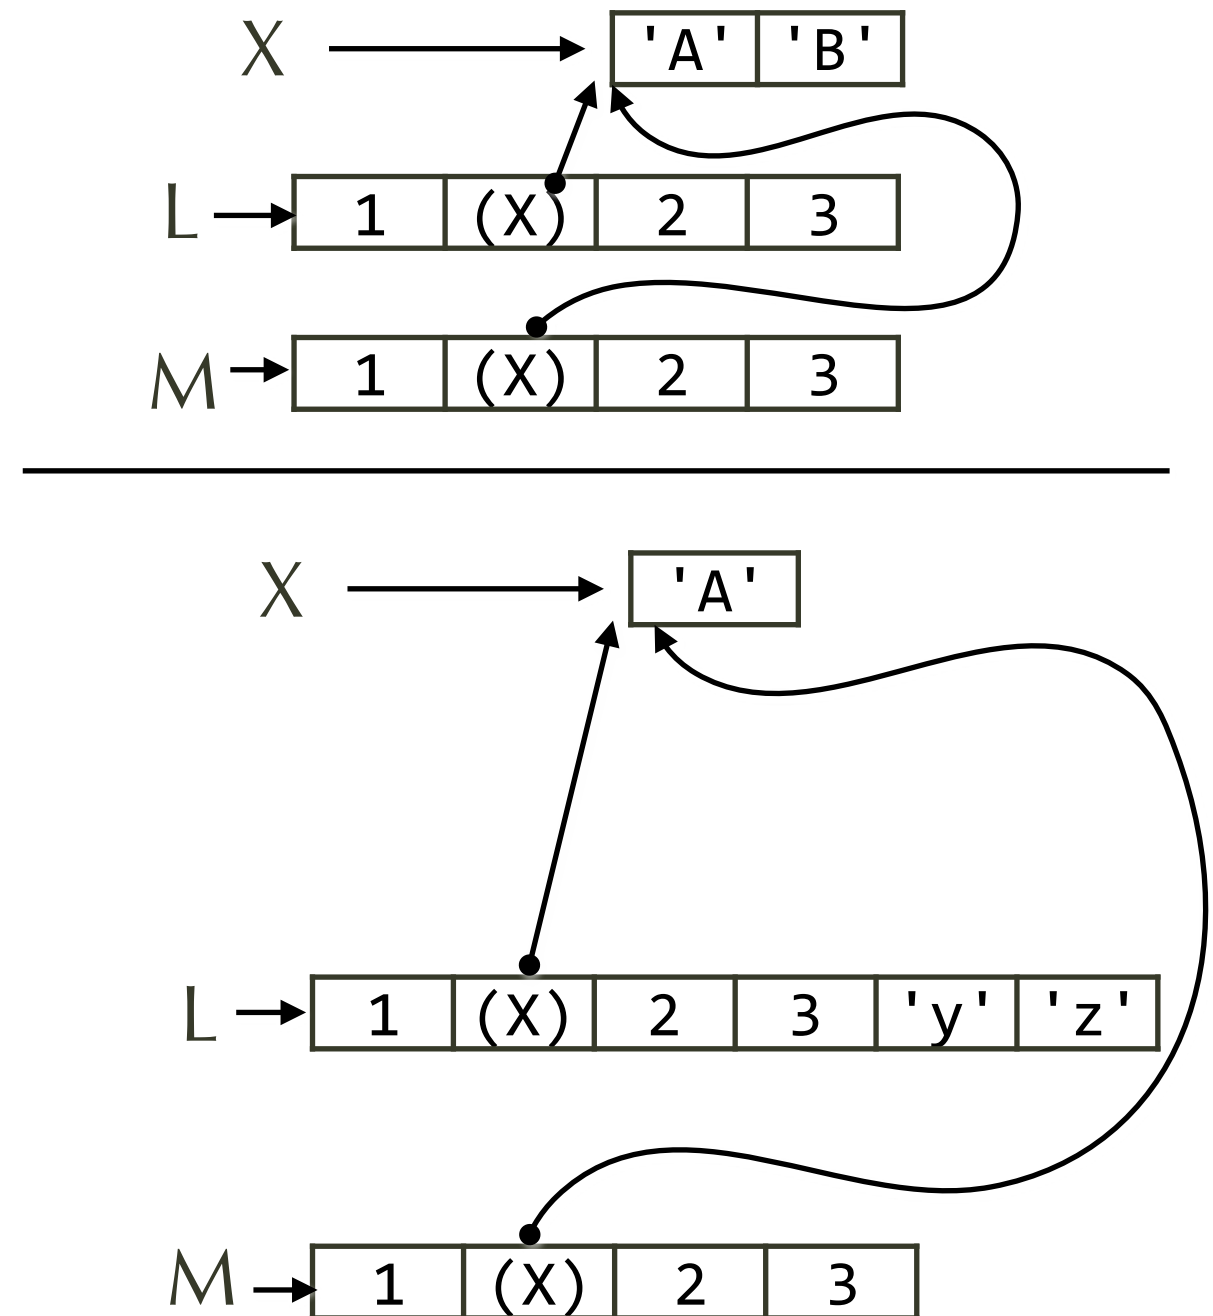 X 'A' 'B'
L 1 (X) 2 3
M 1 (X) 2 3
X 'A'
L 1 (X) 2 3 'y' 'z'
M 1 (X) 2 3